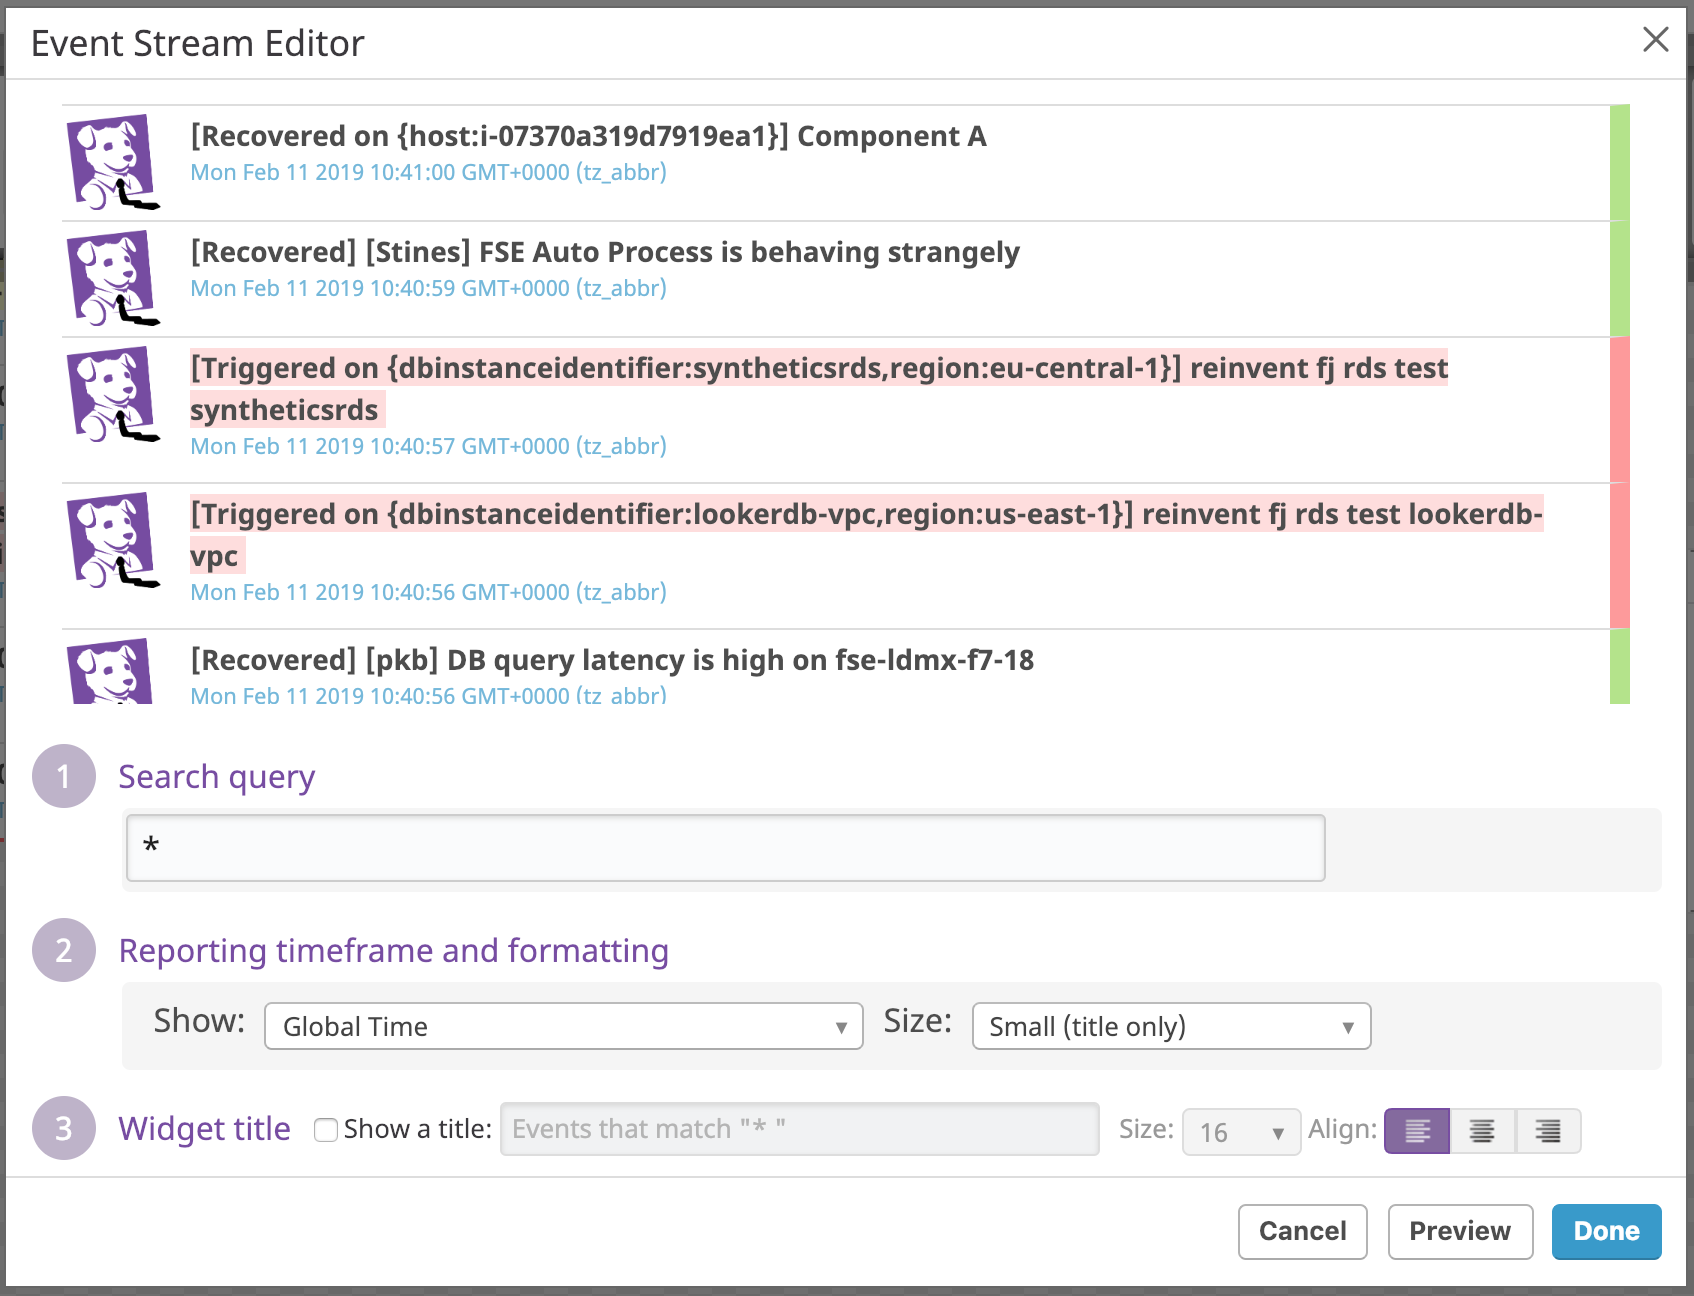 Event Stream Editor
[Recovered on {host:i-07370a319d7919ea1}] Component A
Mon Feb 11 2019 10:41:00 GMT+0000 (tz_abbr)
[Recovered] [Stines] FSE Auto Process is behaving strangely
Mon Feb 11 2019 10:40:59 GMT+0000 (tz_abbr)
[Triggered on {dbinstanceidentifier:syntheticsrds,region:eu-central-1}] reinvent fj rds test
syntheticsrds
Mon Feb 11 2019 10:40:57 GMT+0000 (tz_abbr)
[Triggered on {dbinstanceidentifier:lookerdb-vpc,region:us-east-1}] reinvent fj rds test lookerdb-
vpc
Mon Feb 11 2019 10:40:56 GMT+0000 (tz_abbr)
[Recovered] [pkb] DB query latency is high on fse-ldmx-f7-18
Mon Feb 11 2019 10:40:56 GMT+0000 (tz_abbr)
1 Search query
*
2 Reporting timeframe and formatting
Show: Global Time Size: Small (title only)
3 Widget title Show a title: Events that match "* " Size: 16 Align:
Cancel Preview Done